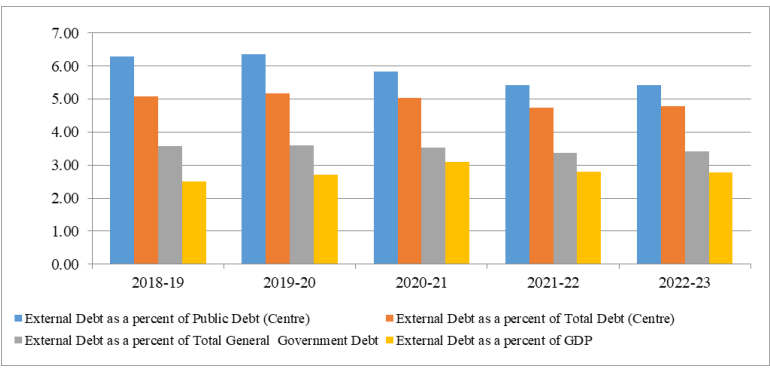 7.00
6.00
5.00
4.00
3.00
2.00
1.00
0.00
2018-19 2019-20 2020-21 2021-22 2022-23
External Debt as a percent of Public Debt (Centre) External Debt as a percent of Total Debt (Centre)
External Debt as a percent of Total General Government Debt External Debt as a percent of GDP